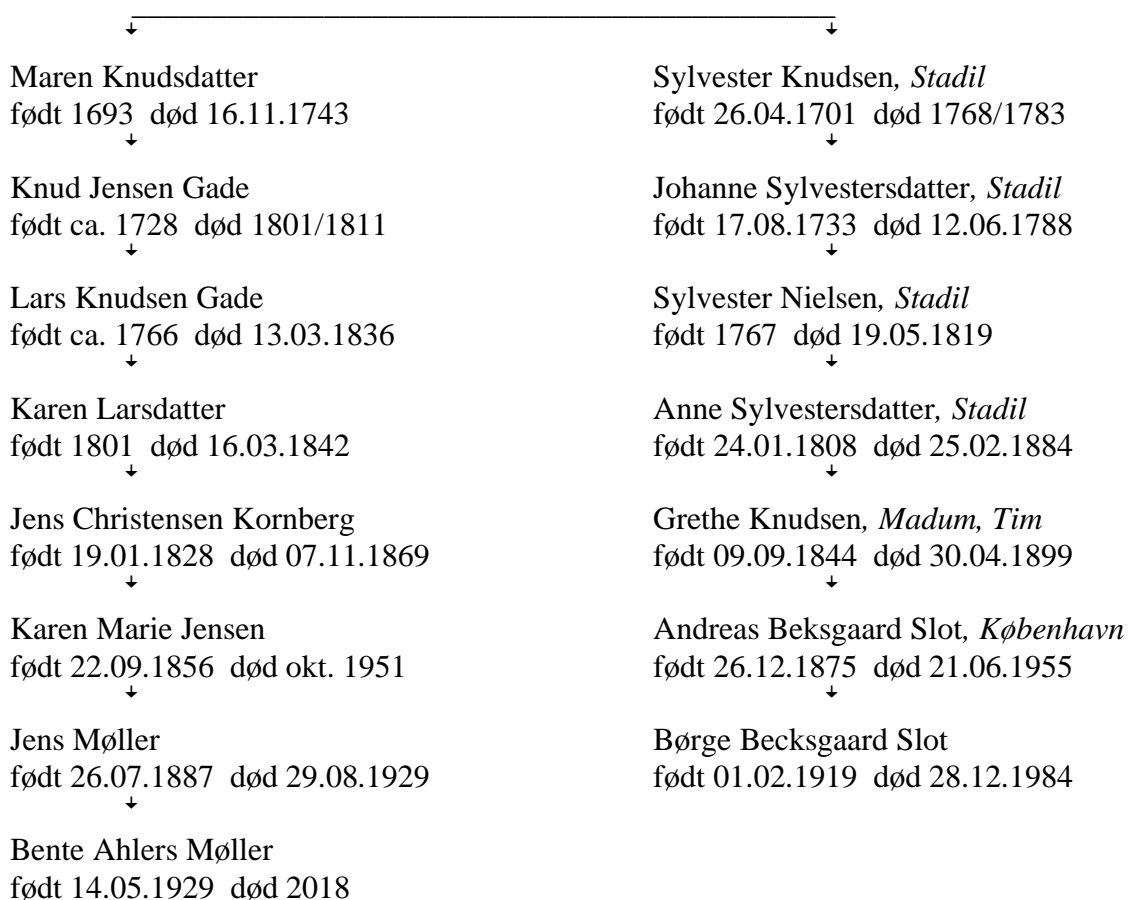 Maren Knudsdatter
født 1693  død 16.11.1743
Knud Jensen Gade
født ca. 1728  død 1801/1811
Lars Knudsen Gade
født ca. 1766  død 13.03.1836
Karen Larsdatter
født 1801  død 16.03.1842
Jens Christensen Kornberg
født 19.01.1828  død 07.11.1869
Karen Marie Jensen
født 22.09.1856  død okt. 1951
Jens Møller
født 26.07.1887  død 29.08.1929
Bente Ahlers Møller
født 14.05.1929  død 2018
Sylvester Knudsen, Stadil
født 26.04.1701  død 1768/1783
Johanne Sylvestersdatter, Stadil
født 17.08.1733  død 12.06.1788
Sylvester Nielsen, Stadil
født 1767  død 19.05.1819
Anne Sylvestersdatter, Stadil
født 24.01.1808  død 25.02.1884
Grethe Knudsen, Madum, Tim
født 09.09.1844  død 30.04.1899
Andreas Beksgaard Slot, København
født 26.12.1875  død 21.06.1955
Børge Becksgaard Slot
født 01.02.1919  død 28.12.1984